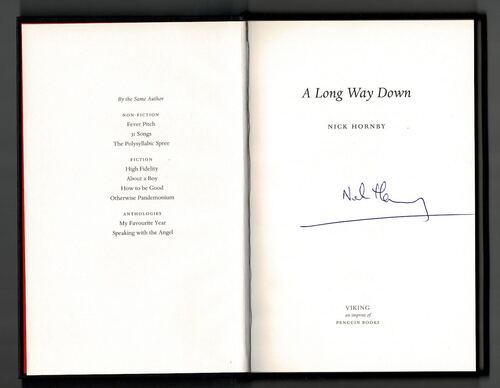 By the Same Author
NON-FICTION
Fever Pitch
31 Songs
The Polysyllabic Spree
FICTION
High Fidelity
About a Boy
How to be Good
Otherwise Pandemonium
ANTHOLOGIES
My Favourite Year
Speaking with the Angel
A Long Way Down
NICK HORNBY
VIKING
an imprint of
PENGUIN BOOKS